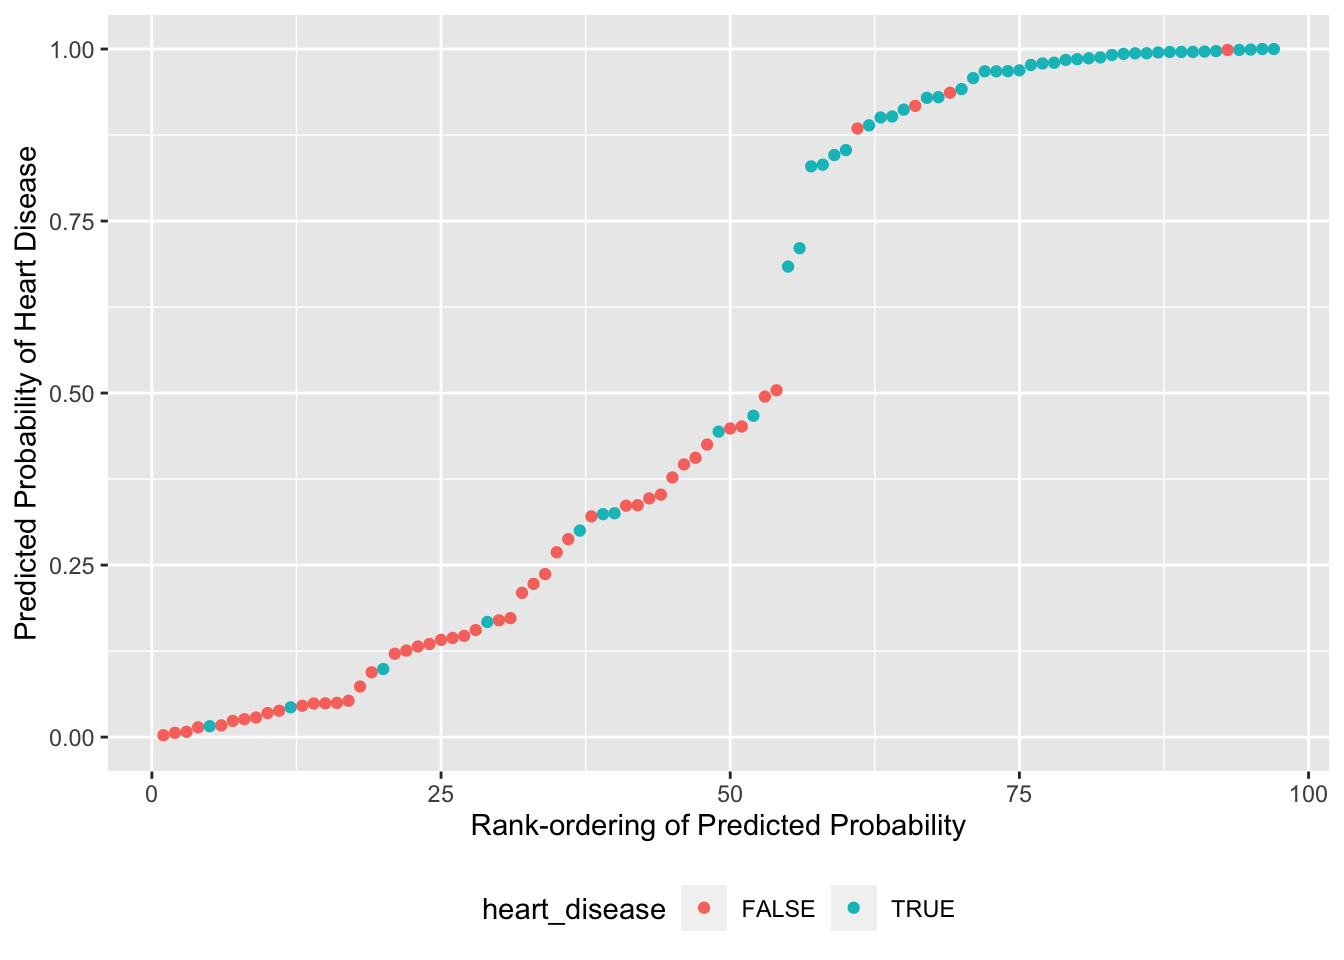 Predicted Probability of Heart Disease
1.00
0.75
0.50
0.25
0.00
0 25 50 75 100
Rank-ordering of Predicted Probability
heart_disease FALSE TRUE